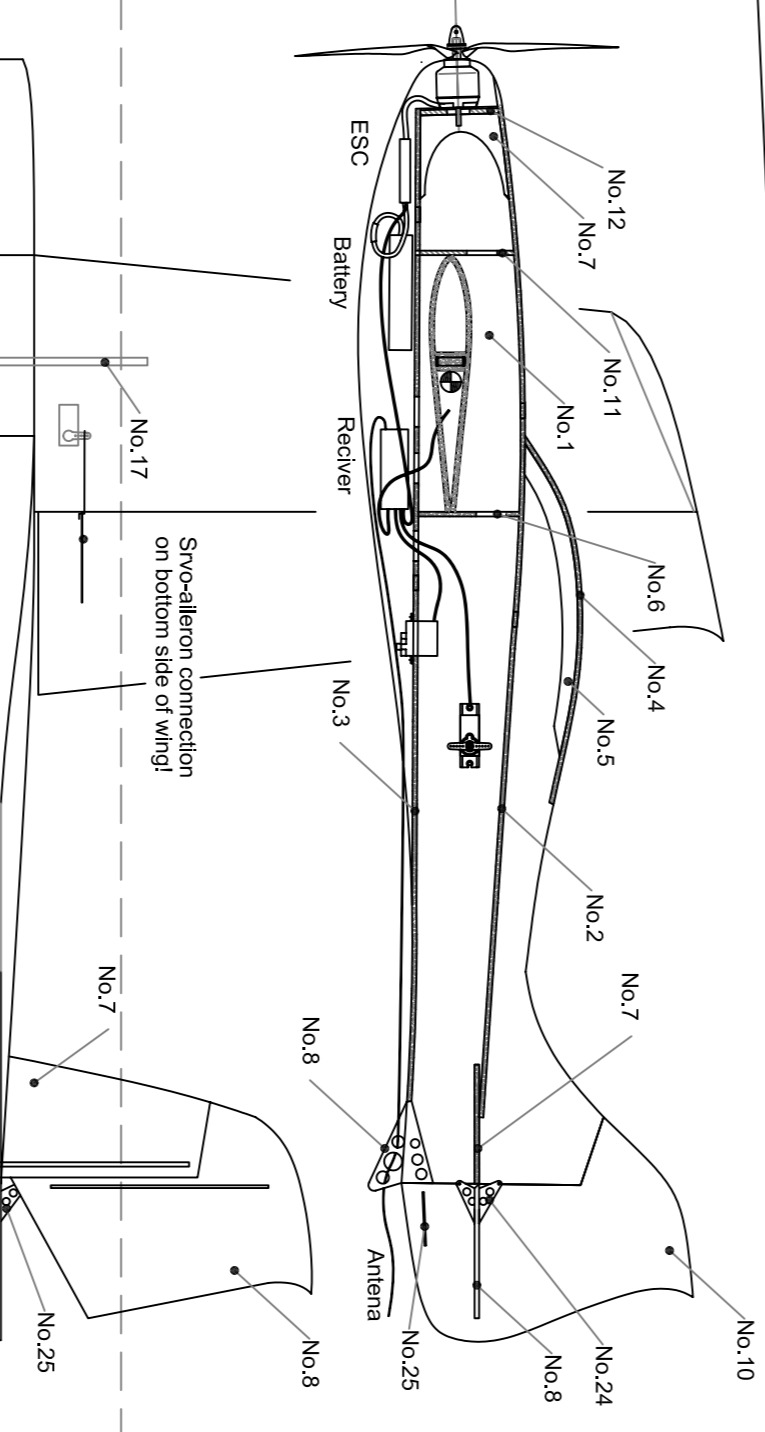 ESC
No.12
No.7
Battery
No.11
No.1
Reciver
No.17
No.6
Srvo-aileron connection
on bottom side of wing!
No.4
No.5
No.3
No.2
No.7
No.7
No.8
Antena
No.25
No.8
No.24
No.10
No.25
No.8